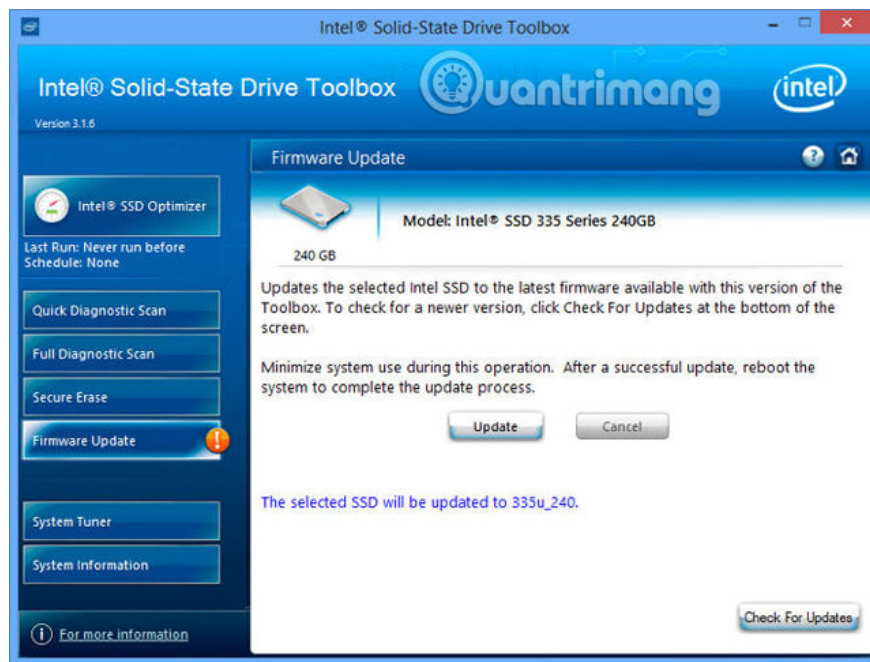 Intel® Solid-State Drive Toolbox
Intel® Solid-State Drive Toolbox
Quantrimang
intel
Version 3.1.6
Firmware Update
?
Intel® SSD Optimizer
Last Run: Never run before
Schedule: None
Quick Diagnostic Scan
Full Diagnostic Scan
Secure Erase
Firmware Update
!
System Tuner
System Information
For more information
240 GB
Model: Intel® SSD 335 Series 240GB
Updates the selected Intel SSD to the latest firmware available with this version of the
Toolbox. To check for a newer version, click Check For Updates at the bottom of the
screen.
Minimize system use during this operation. After a successful update, reboot the
system to complete the update process.
Update
Cancel
The selected SSD will be updated to 335u_240.
Check For Updates